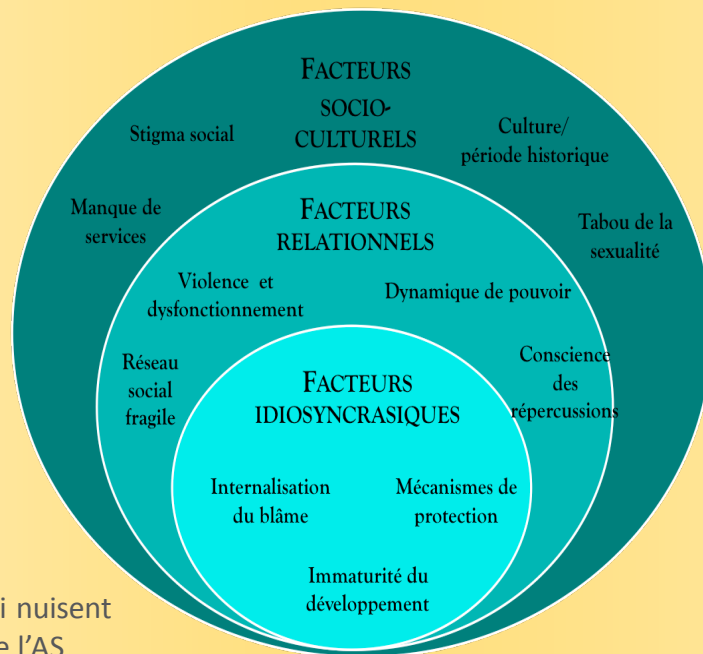 FACTEURS
SOCIO-
CULTURELS
Stigma social
Culture/
période historique
Manque de
services
Tabou de la
sexualité
FACTEURS
RELATIONNELS
Violence et
dysfonctionnement
Dynamique de pouvoir
Réseau
social
fragile
Conscience
des
répercussions
FACTEURS
IDIOSYNCRASIQUES
Internalisation
du blâme
Mécanismes de
protection
Immaturité du
développement
i nuisent
e l'AS